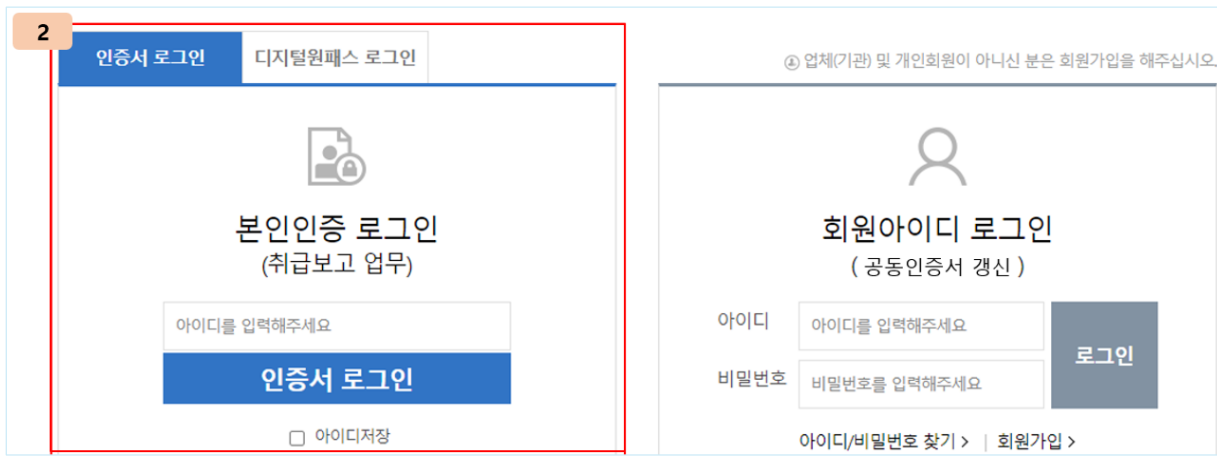 2
인증서 로그인
디지털원패스 로그인
업체(기관) 및 개인회원이 아니신 분은 회원가입을 해주십시오.
본인인증 로그인
(취급보고 업무)
아이디를 입력해주세요
인증서 로그인
아이디저장
회원아이디 로그인
( 공동인증서 갱신 )
아이디
아이디를 입력해주세요
비밀번호
비밀번호를 입력해주세요
로그인
아이디/비밀번호 찾기 > | 회원가입 >